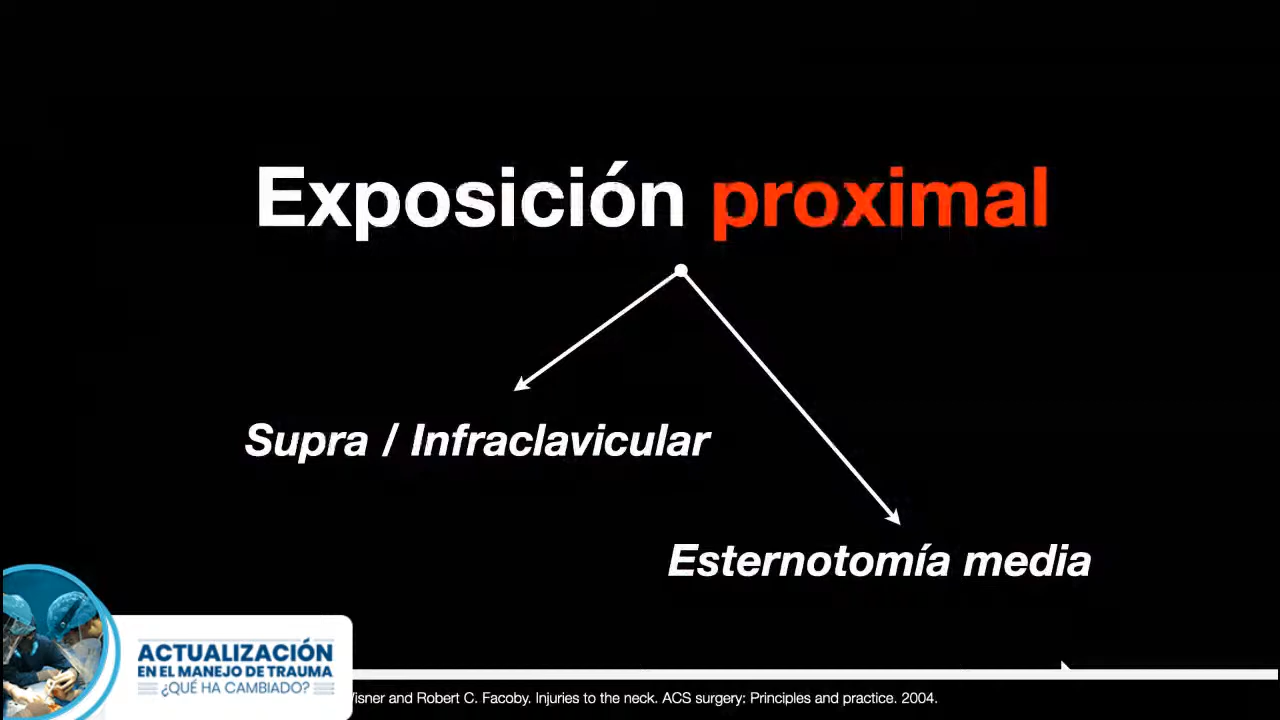 Exposición proximal
Supra / Infraclavicular
Esternotomía media
ACTUALIZACIÓN
EN EL MANEJO DE TRAUMA
¿QUÉ HA CAMBIADO?
and Robert C. Facoby. Injuries to the neck. ACS surgery: Principles and practice. 2004.